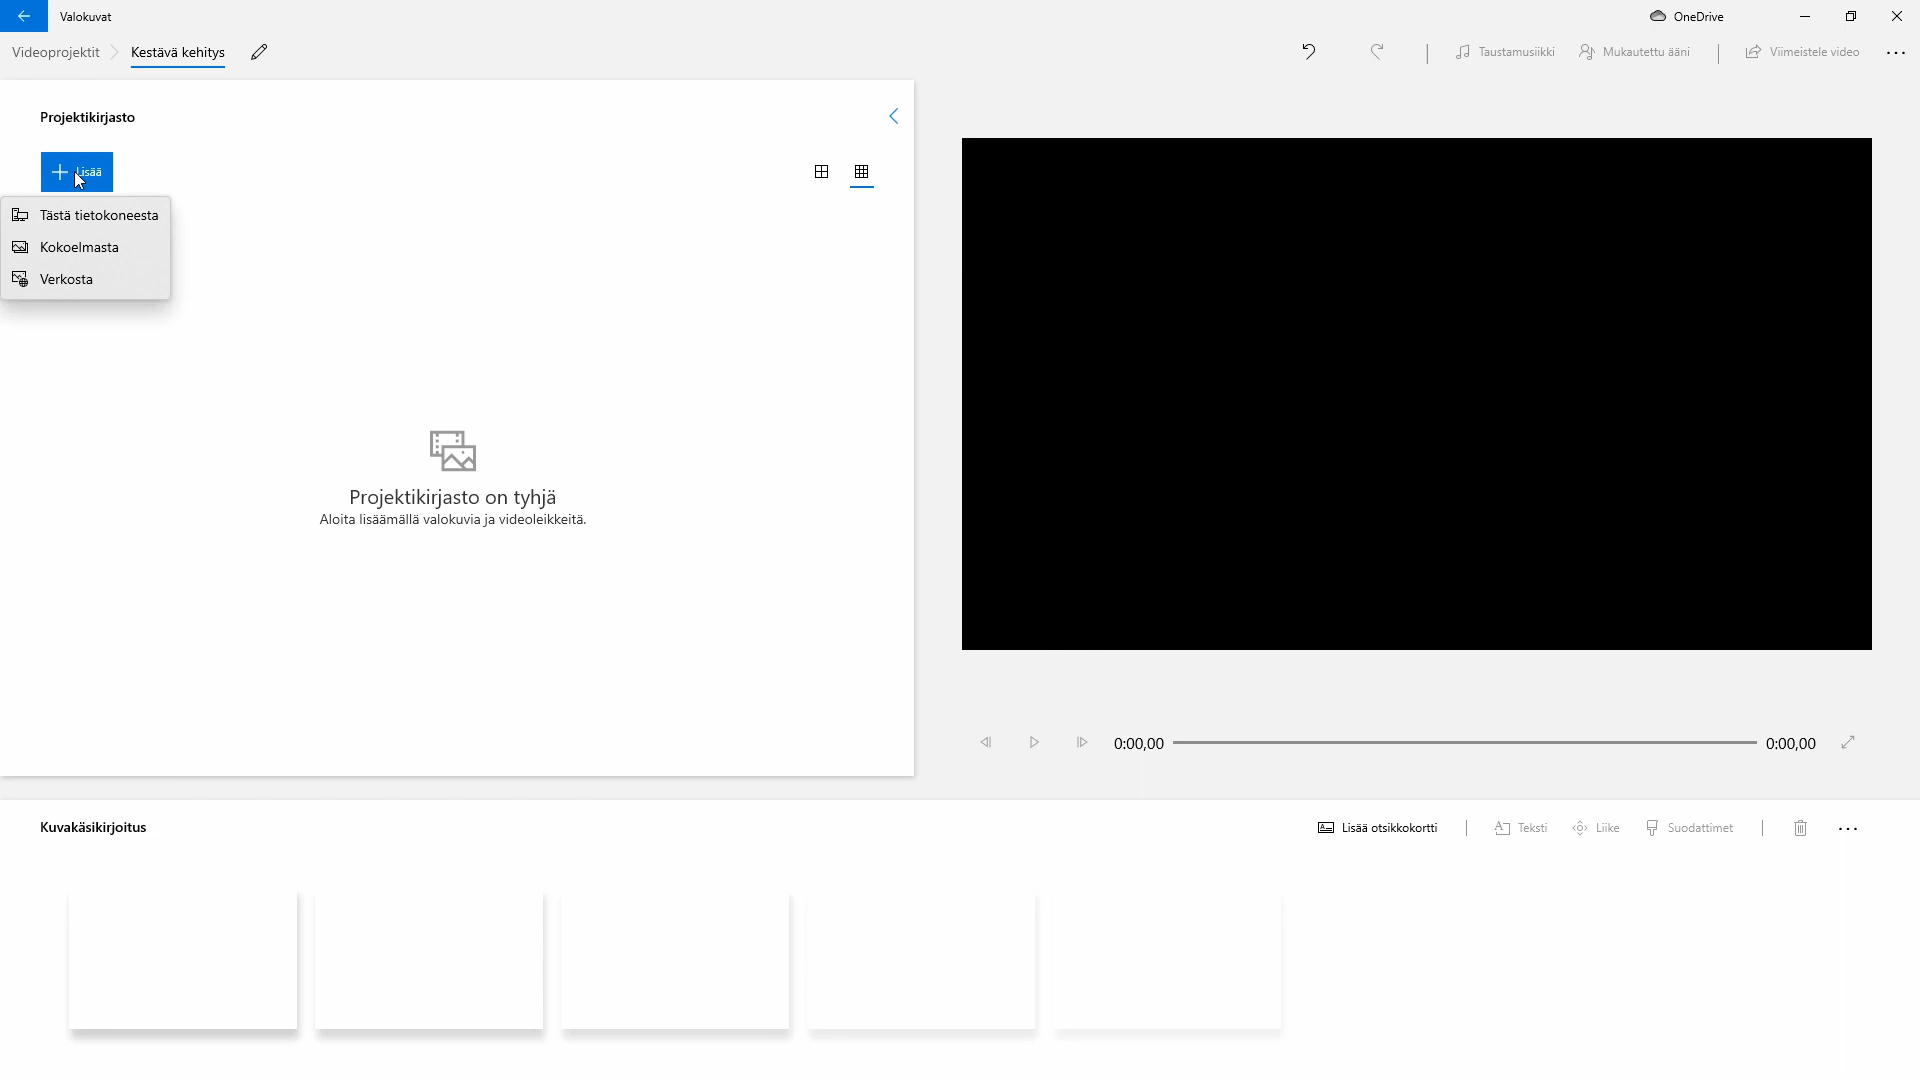 Valokuvat
OneDrive
Videoprojektit
Kestävä kehitys
Taustamusiikki
Mukautettu ääni
Viimeistele video
Projektikirjasto
Lisää
Tästä tietokoneesta
Kokoelmasta
Verkosta
Projektikirjasto on tyhjä
Aloita lisäämällä valokuvia ja videoleikkeitä.
0:00,00
0:00,00
Kuvakäsikirjoitus
Lisää otsikkokortti
Teksti
Liike
Suodattimet